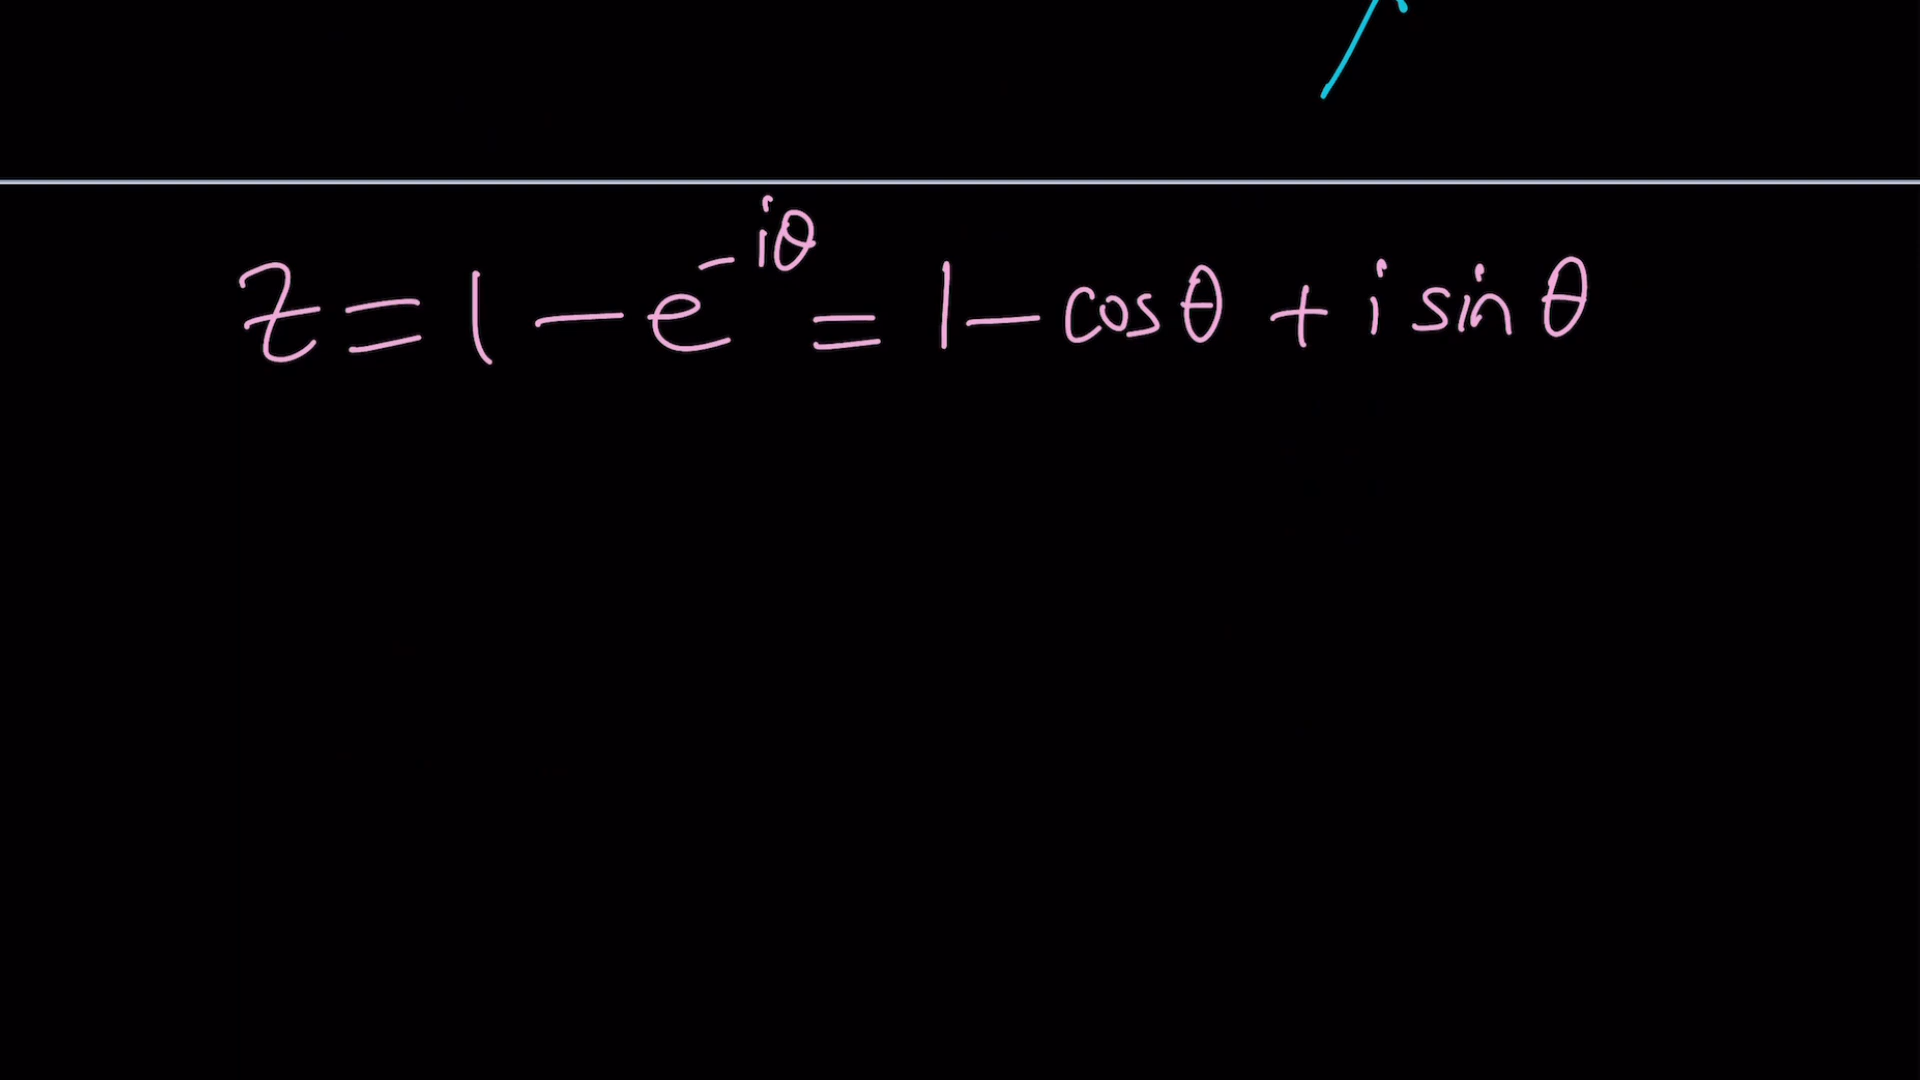 z = 1 - e^{-iθ} = 1 - cos θ + i sin θ